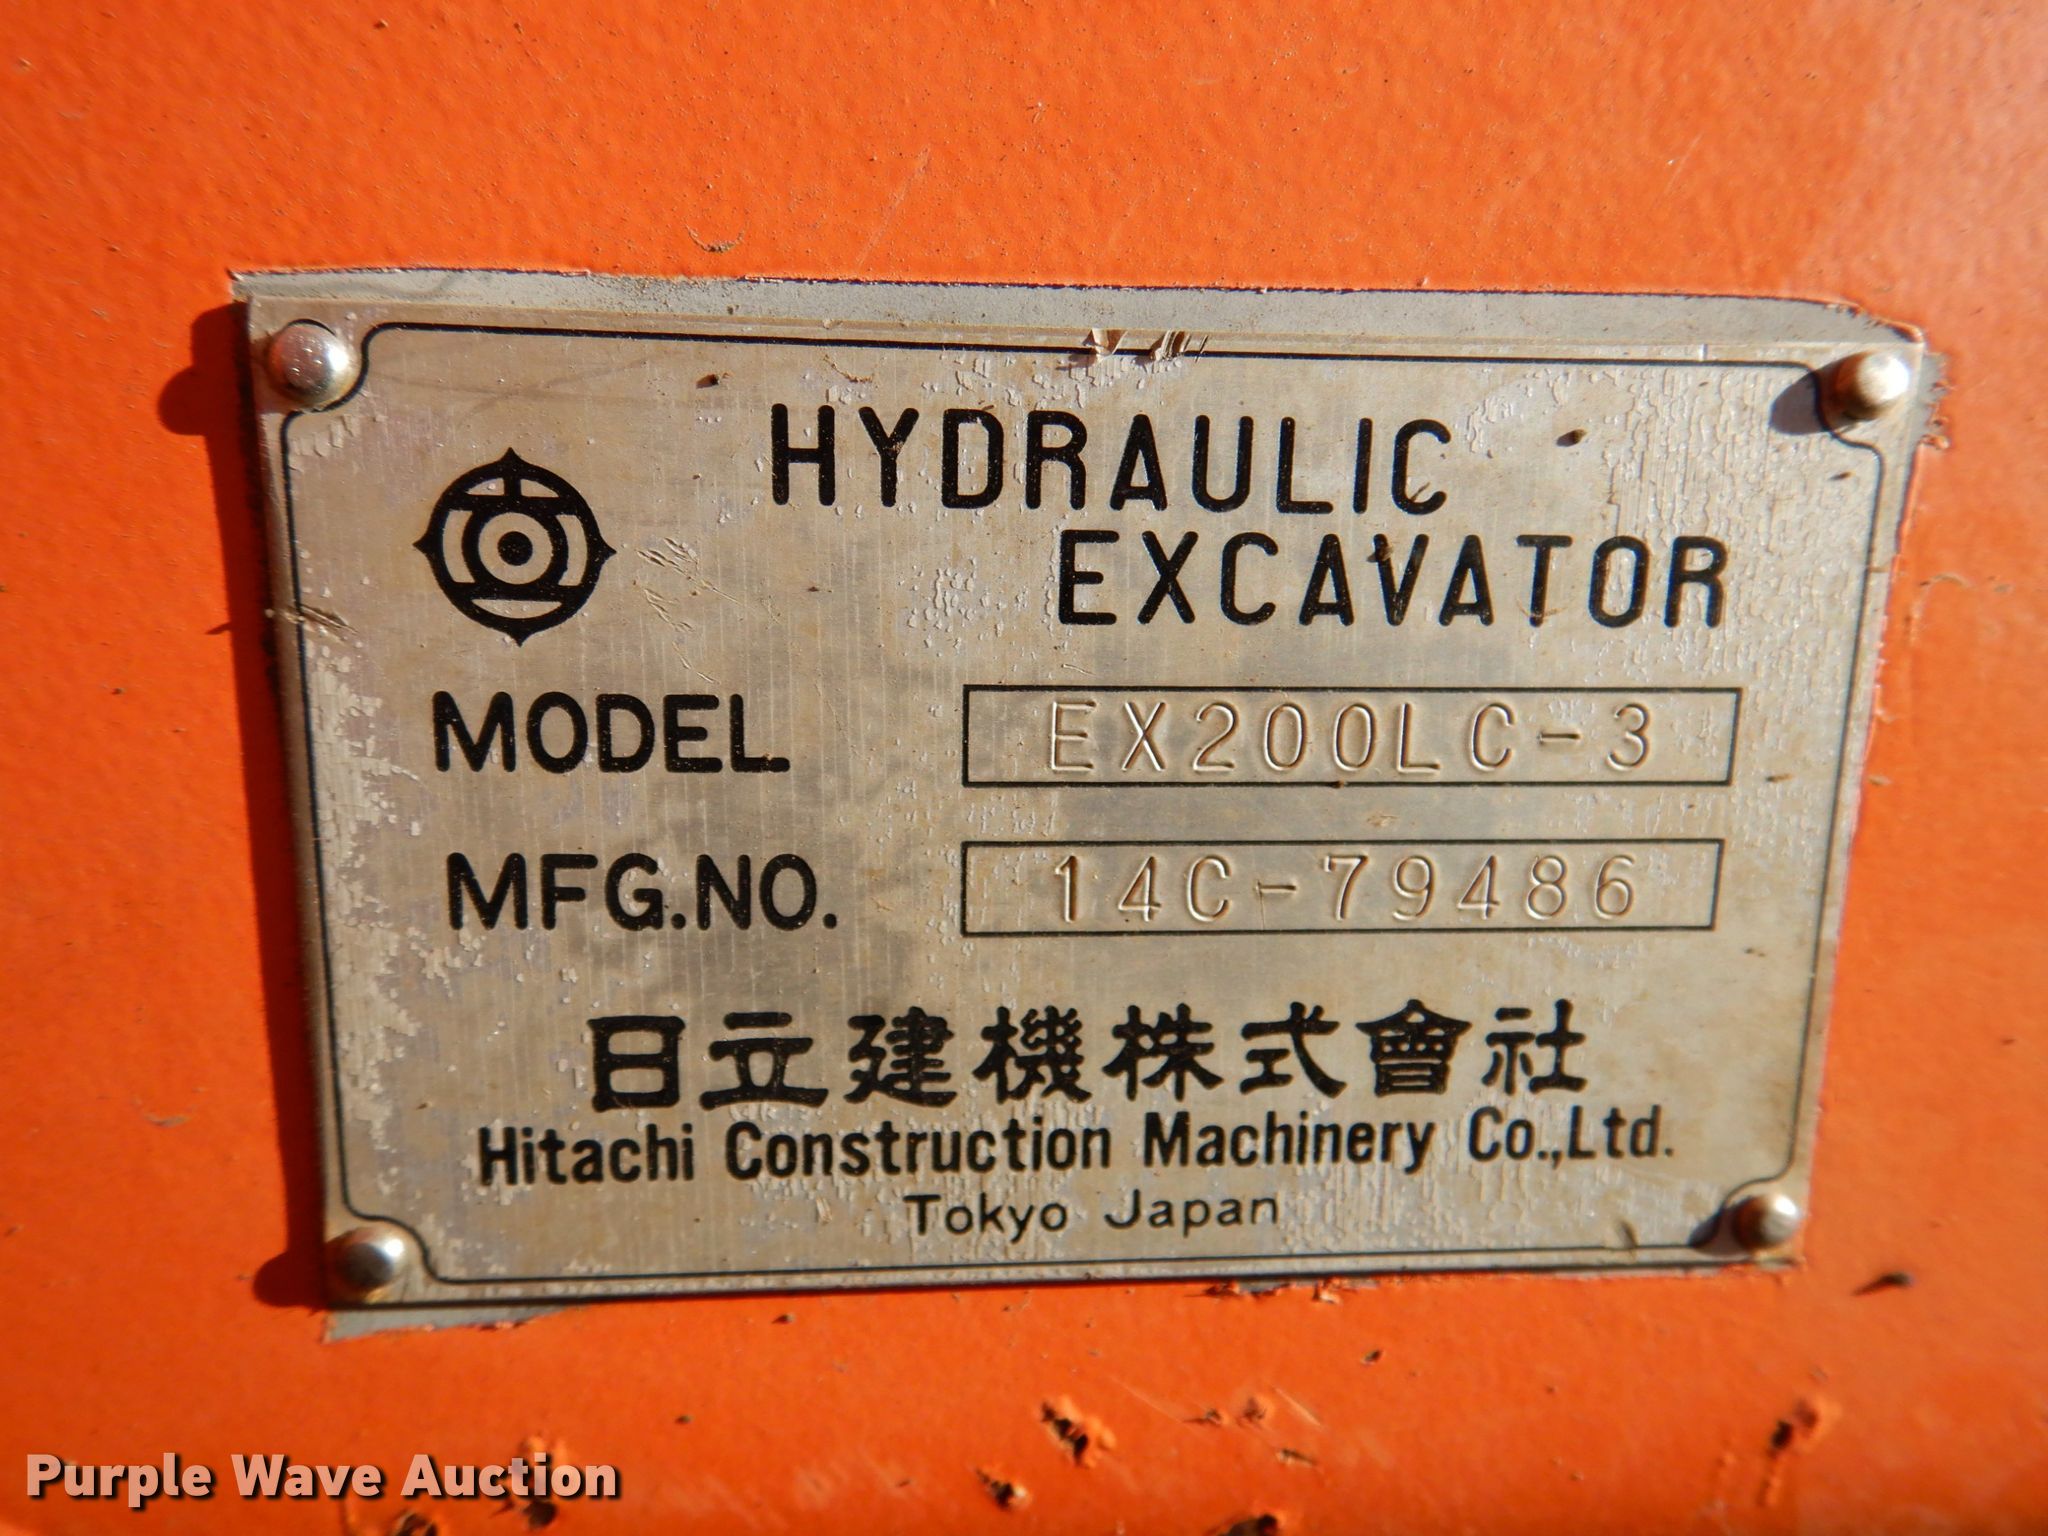 HYDRAULIC
EXCAVATOR
MODEL EX200LC-3
MFG.NO. 14C-79486
日立建機株式會社
Hitachi Construction Machinery Co.,Ltd.
Tokyo Japan
Purple Wave Auction